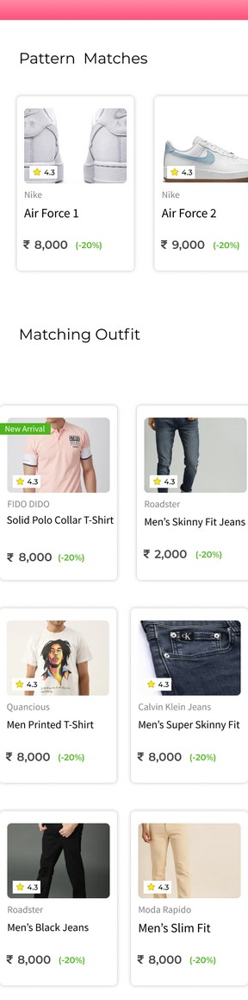 Pattern Matches
4.3
Nike
Air Force 1
₹ 8,000 (-20%)
4.3
Nike
Air Force 2
₹ 9,000 (-20%)
Matching Outfit
New Arrival
4.3
FIDO DIDO
Solid Polo Collar T-Shirt
₹ 8,000 (-20%)
4.3
Roadster
Men’s Skinny Fit Jeans
₹ 2,000 (-20%)
4.3
Quancious
Men Printed T-Shirt
₹ 8,000 (-20%)
CK
4.3
Calvin Klein Jeans
Men’s Super Skinny Fit
₹ 8,000 (-20%)
4.3
Roadster
Men’s Black Jeans
₹ 8,000 (-20%)
4.3
Moda Rapido
Men’s Slim Fit
₹ 8,000 (-20%)